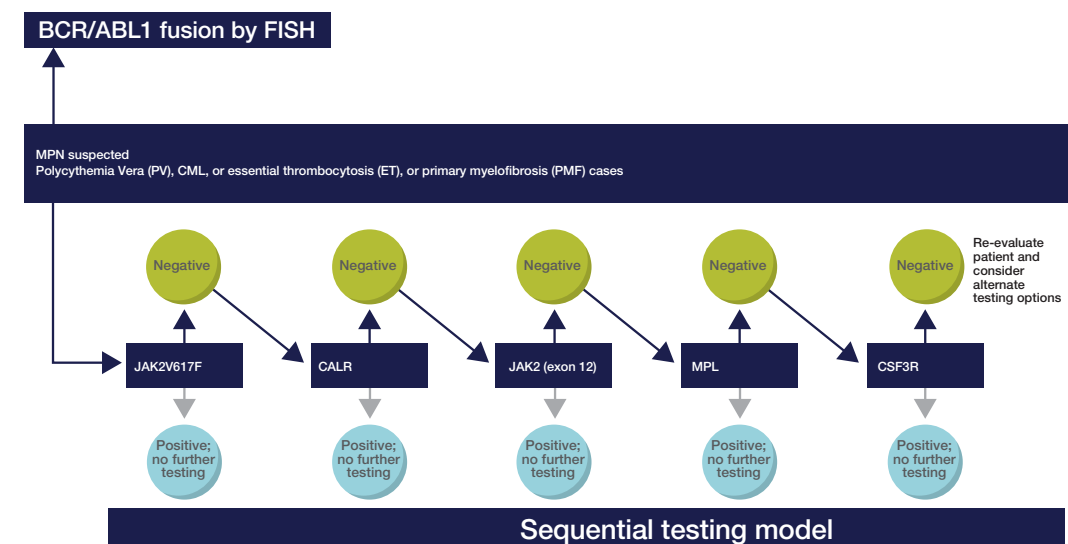 BCR/ABL1 fusion by FISH
MPN suspected
Polycythemia Vera (PV), CML, or essential thrombocytosis (ET), or primary myelofibrosis (PMF) cases
Negative
Negative
Negative
Negative
Negative
Re-evaluate
patient and
consider
alternate
testing options
JAK2V617F
CALR
JAK2 (exon 12)
MPL
CSF3R
Positive;
no further
testing
Positive;
no further
testing
Positive;
no further
testing
Positive;
no further
testing
Positive;
no further
testing
Sequential testing model